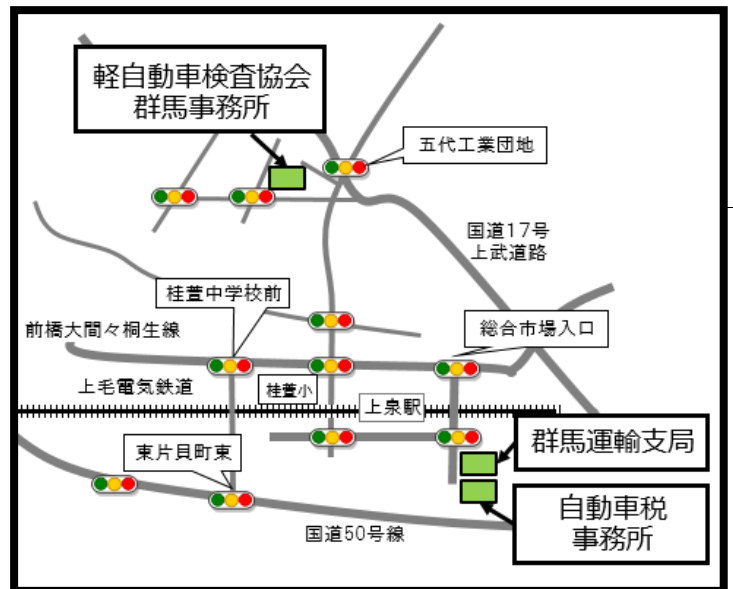 軽自動車検査協会
群馬事務所
五代工業団地
国道17号
上武道路
桂萱中学校前
総合市場入口
前橋大間々桐生線
上毛電気鉄道
桂萱小
上泉駅
群馬運輸支局
東片貝町東
自動車税
事務所
国道50号線